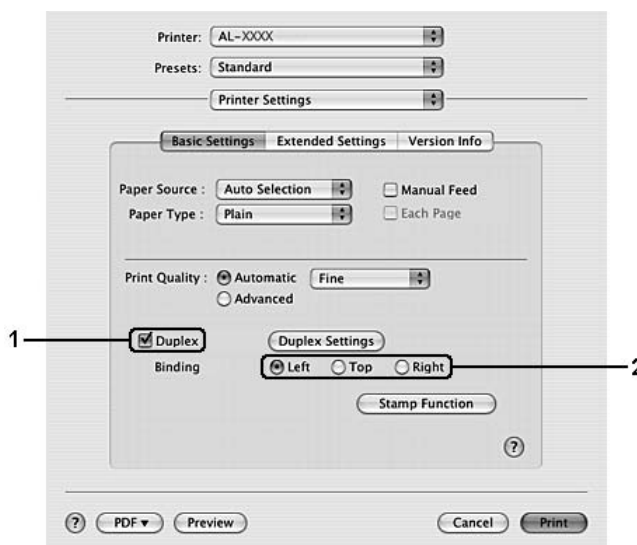 Printer: AL-XXXX
Presets: Standard
Printer Settings
Basic Settings Extended Settings Version Info
Paper Source : Auto Selection Manual Feed
Paper Type : Plain Each Page
Print Quality : Automatic Fine
Advanced
1 Duplex Duplex Settings
Binding Left Top Right 2
Stamp Function
?
? PDF ▾ Preview Cancel Print